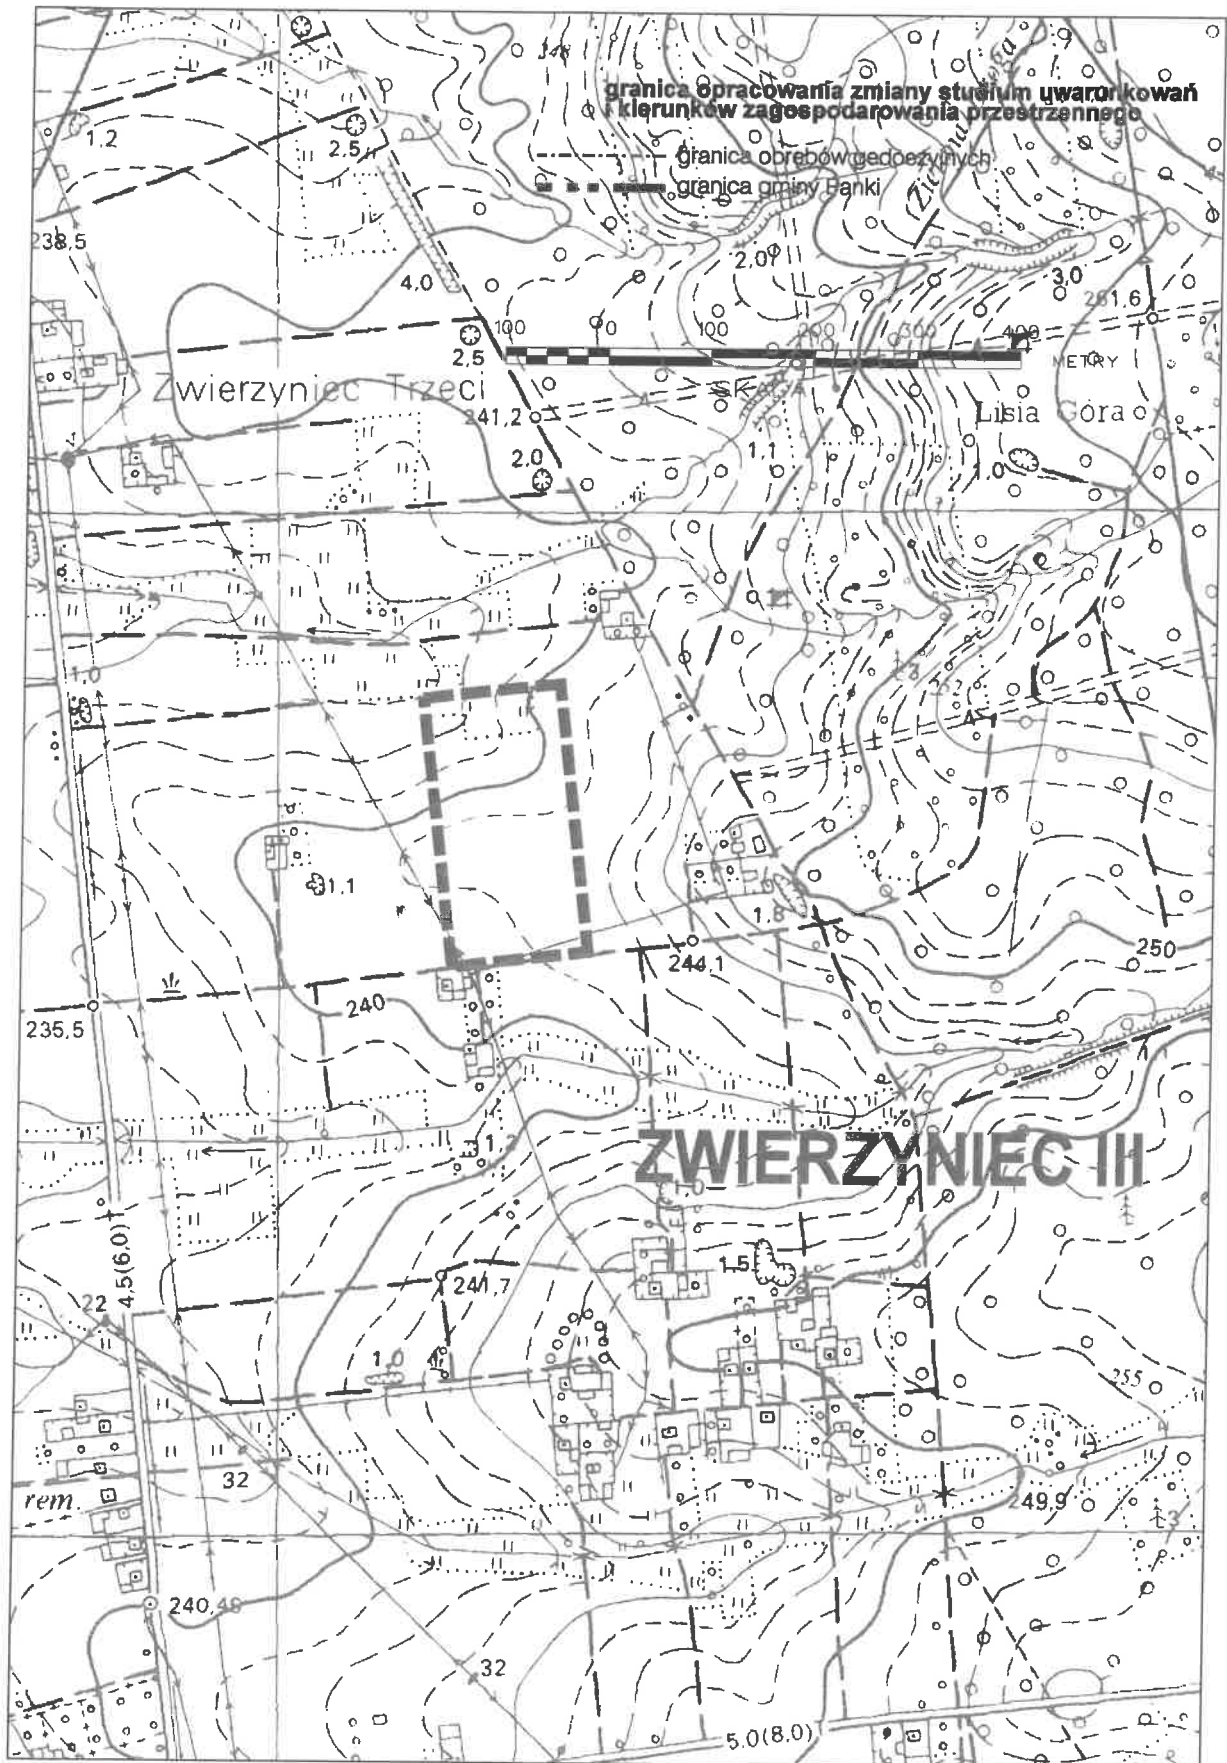 granica opracowania zmiany studium uwarunkowań
i kierunków zagospodarowania przestrzennego
granica obrębów gedoezyjnych
granica gminy Panki
1.2
2.5
238,5
4.0
2,0
3,0
261.6
100 0 100 200 300 400
METRY
2,5
Zwierzyniec Trzeci
SKALA
241,2
Lisia Góra
2.0
1.1
1.0
1,0
1,1
1.8
244,1
250
240
235,5
ZWIERZYNIEC III
4,5(6,0)
241,7
1.5
22
255
32
rem.
249,9
240,48
32
5.0(8.0)